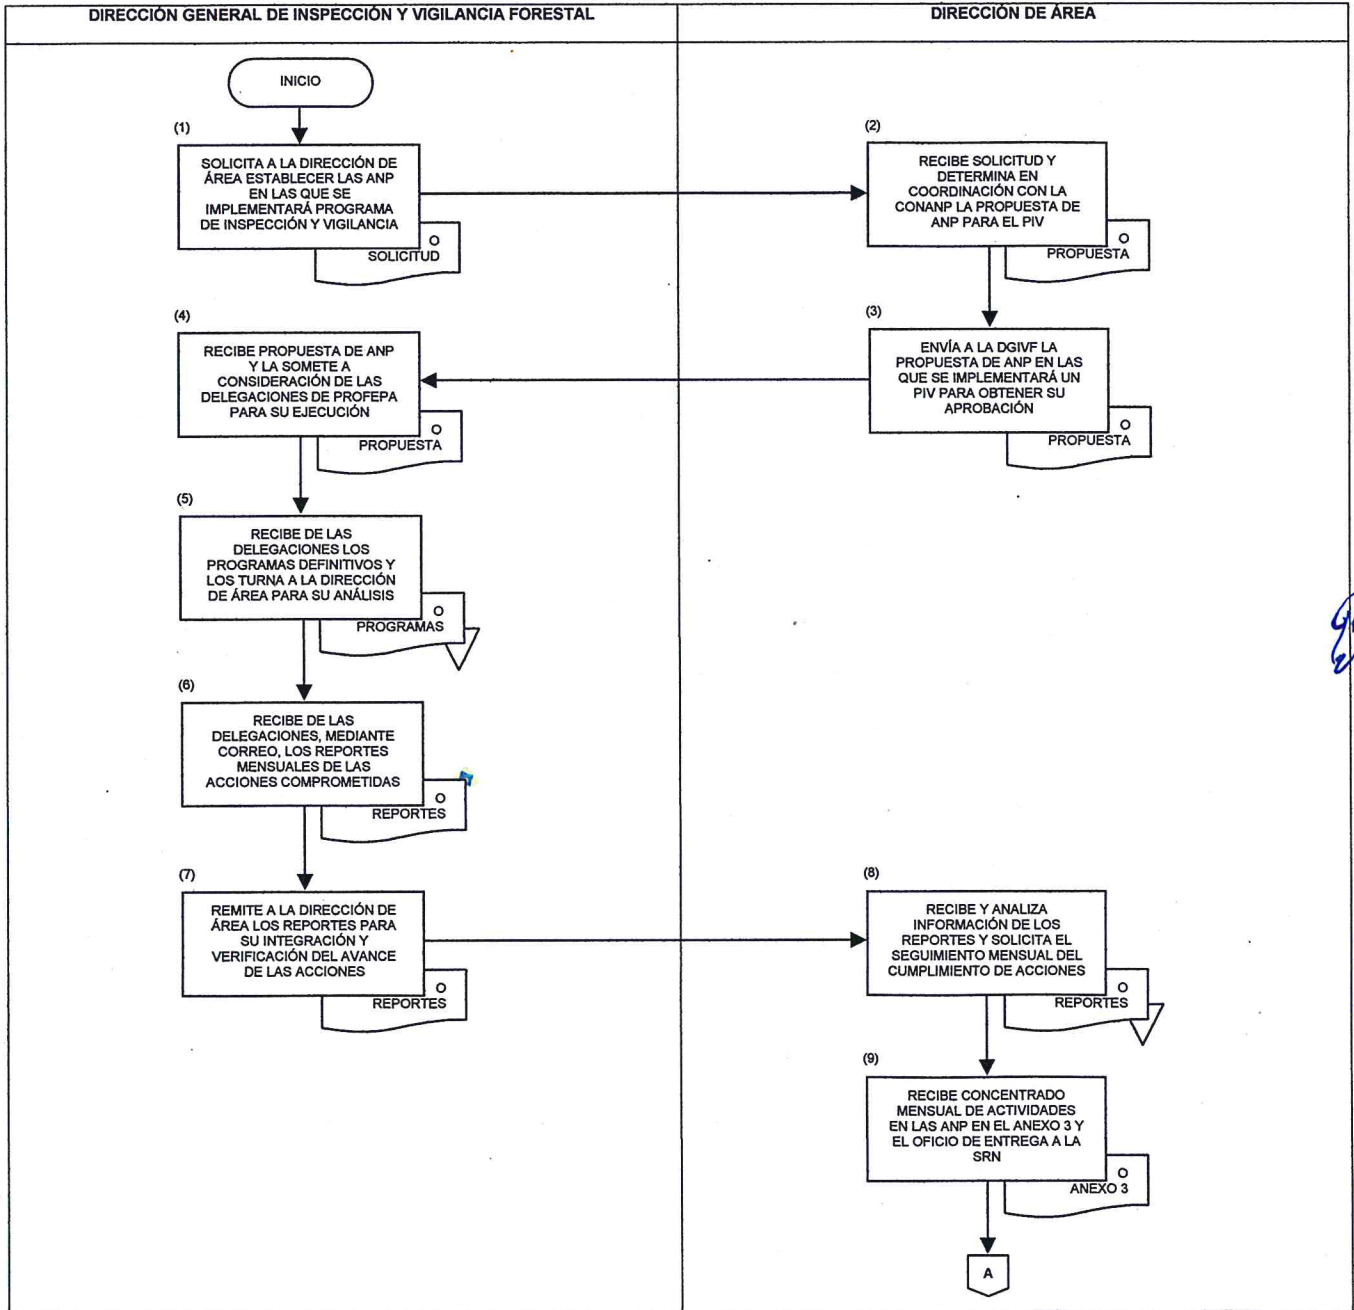 DIRECCIÓN GENERAL DE INSPECCIÓN Y VIGILANCIA FORESTAL
DIRECCIÓN DE ÁREA
INICIO
(1)
SOLICITA A LA DIRECCIÓN DE
ÁREA ESTABLECER LAS ANP
EN LAS QUE SE
IMPLEMENTARÁ PROGRAMA
DE INSPECCIÓN Y VIGILANCIA
O
SOLICITUD
(2)
RECIBE SOLICITUD Y
DETERMINA EN
COORDINACIÓN CON LA
CONANP LA PROPUESTA DE
ANP PARA EL PIV
O
PROPUESTA
(3)
ENVÍA A LA DGIVF LA
PROPUESTA DE ANP EN LAS
QUE SE IMPLEMENTARÁ UN
PIV PARA OBTENER SU
APROBACIÓN
O
PROPUESTA
(4)
RECIBE PROPUESTA DE ANP
Y LA SOMETE A
CONSIDERACIÓN DE LAS
DELEGACIONES DE PROFEPA
PARA SU EJECUCIÓN
O
PROPUESTA
(5)
RECIBE DE LAS
DELEGACIONES LOS
PROGRAMAS DEFINITIVOS Y
LOS TURNA A LA DIRECCIÓN
DE ÁREA PARA SU ANÁLISIS
O
PROGRAMAS
(6)
RECIBE DE LAS
DELEGACIONES, MEDIANTE
CORREO, LOS REPORTES
MENSUALES DE LAS
ACCIONES COMPROMETIDAS
O
REPORTES
(7)
REMITE A LA DIRECCIÓN DE
ÁREA LOS REPORTES PARA
SU INTEGRACIÓN Y
VERIFICACIÓN DEL AVANCE
DE LAS ACCIONES
O
REPORTES
(8)
RECIBE Y ANALIZA
INFORMACIÓN DE LOS
REPORTES Y SOLICITA EL
SEGUIMIENTO MENSUAL DEL
CUMPLIMIENTO DE ACCIONES
O
REPORTES
(9)
RECIBE CONCENTRADO
MENSUAL DE ACTIVIDADES
EN LAS ANP EN EL ANEXO 3 Y
EL OFICIO DE ENTREGA A LA
SRN
O
ANEXO 3
A